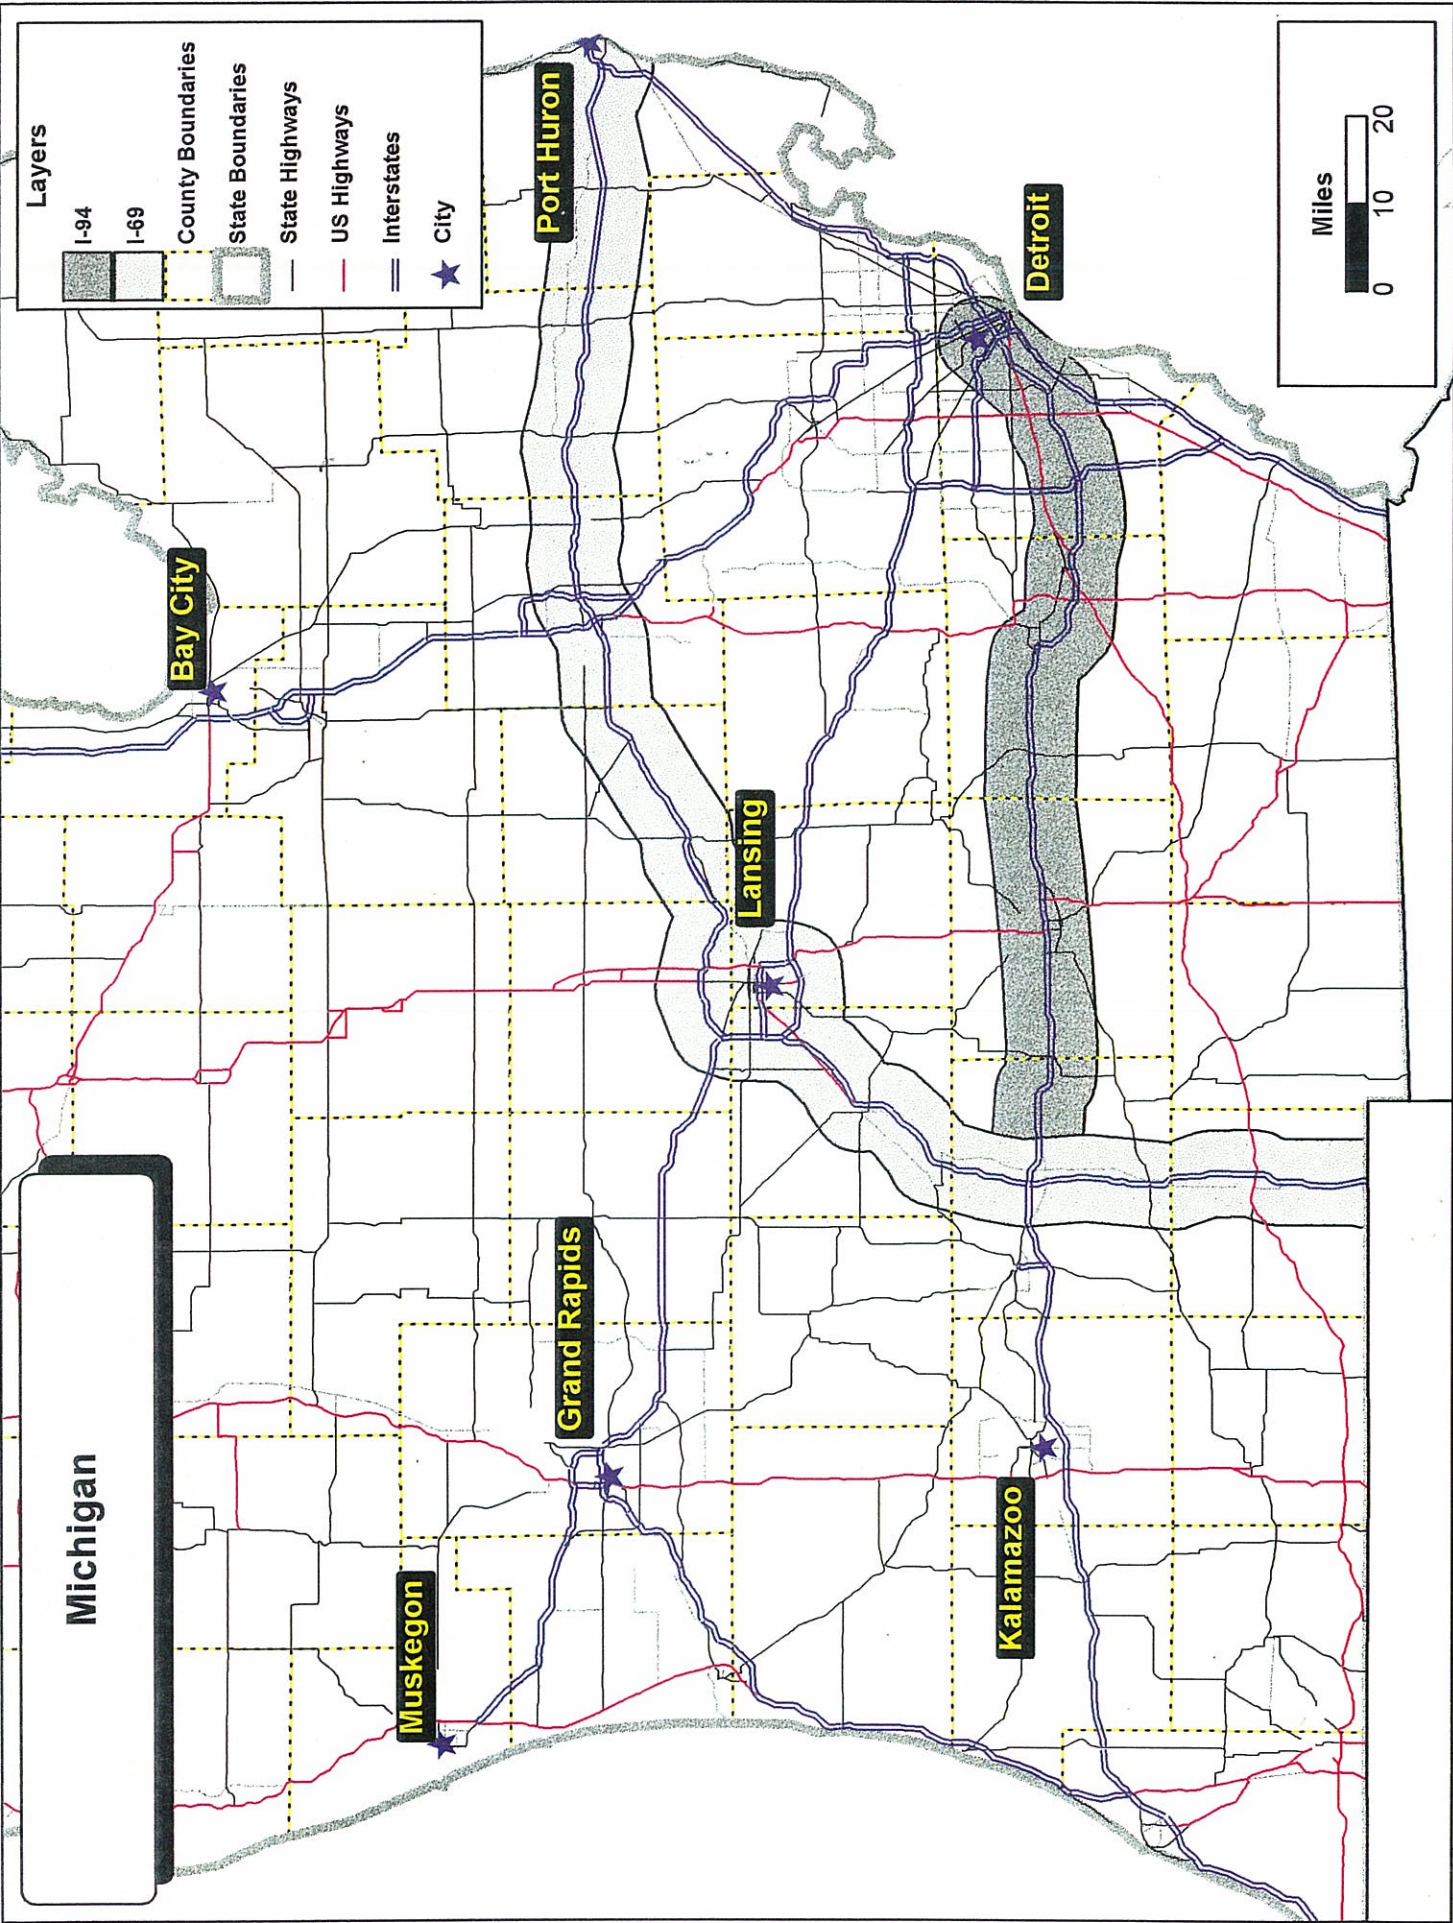 Michigan
Layers
I-94
I-69
County Boundaries
State Boundaries
State Highways
US Highways
Interstates
City
Muskegon
Grand Rapids
Kalamazoo
Lansing
Bay City
Port Huron
Detroit
Miles
0 10 20